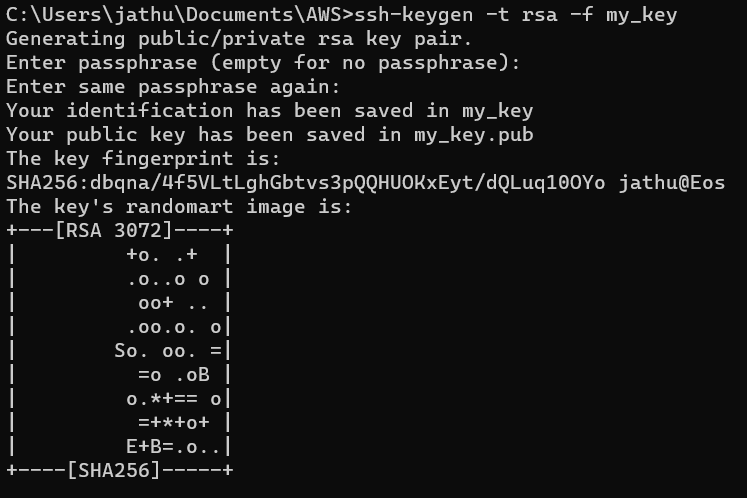 C:\Users\jathu\Documents\AWS>ssh-keygen -t rsa -f my_key
Generating public/private rsa key pair.
Enter passphrase (empty for no passphrase):
Enter same passphrase again:
Your identification has been saved in my_key
Your public key has been saved in my_key.pub
The key fingerprint is:
SHA256:dbqna/4f5VLtLghGbtvs3pQQHUOKxEyt/dQLuq10OYo jathu@Eos
The key's randomart image is:
+---[RSA 3072]----+
|         +o. .+  |
|         .o..o o |
|          oo+ .. |
|         .oo.o. o|
|        So. oo. =|
|          =o .oB |
|         o.*+== o|
|          =+*+o+ |
|         E+B=.o..|
+----[SHA256]-----+